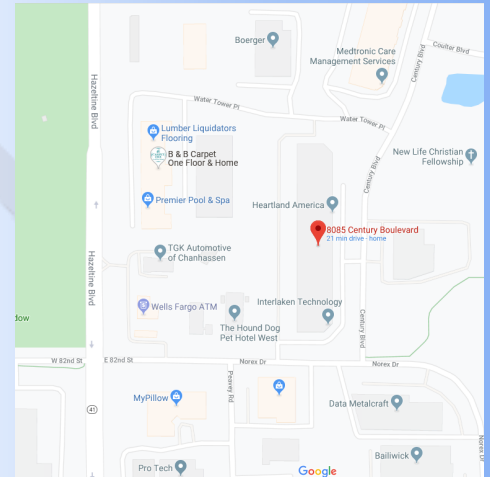 Boerger
Medtronic Care
Management Services
Coulter Blvd
Century Blvd
Hazeltine Blvd
Water Tower Pl
Water Tower Pl
Lumber Liquidators
Flooring
B & B Carpet
One Floor & Home
New Life Christian
Fellowship
Century Blvd
Premier Pool & Spa
Heartland America
8085 Century Boulevard
21 min drive - home
TGK Automotive
of Chanhassen
Hazeltine Blvd
Wells Fargo ATM
Interlaken Technology
The Hound Dog
Pet Hotel West
dow
Century Blvd
W 82nd St
E 82nd St
Norex Dr
Norex Dr
Peavey Rd
MyPillow
41
Data Metalcraft
Norex Dr
Bailiwick
Pro Tech
Google